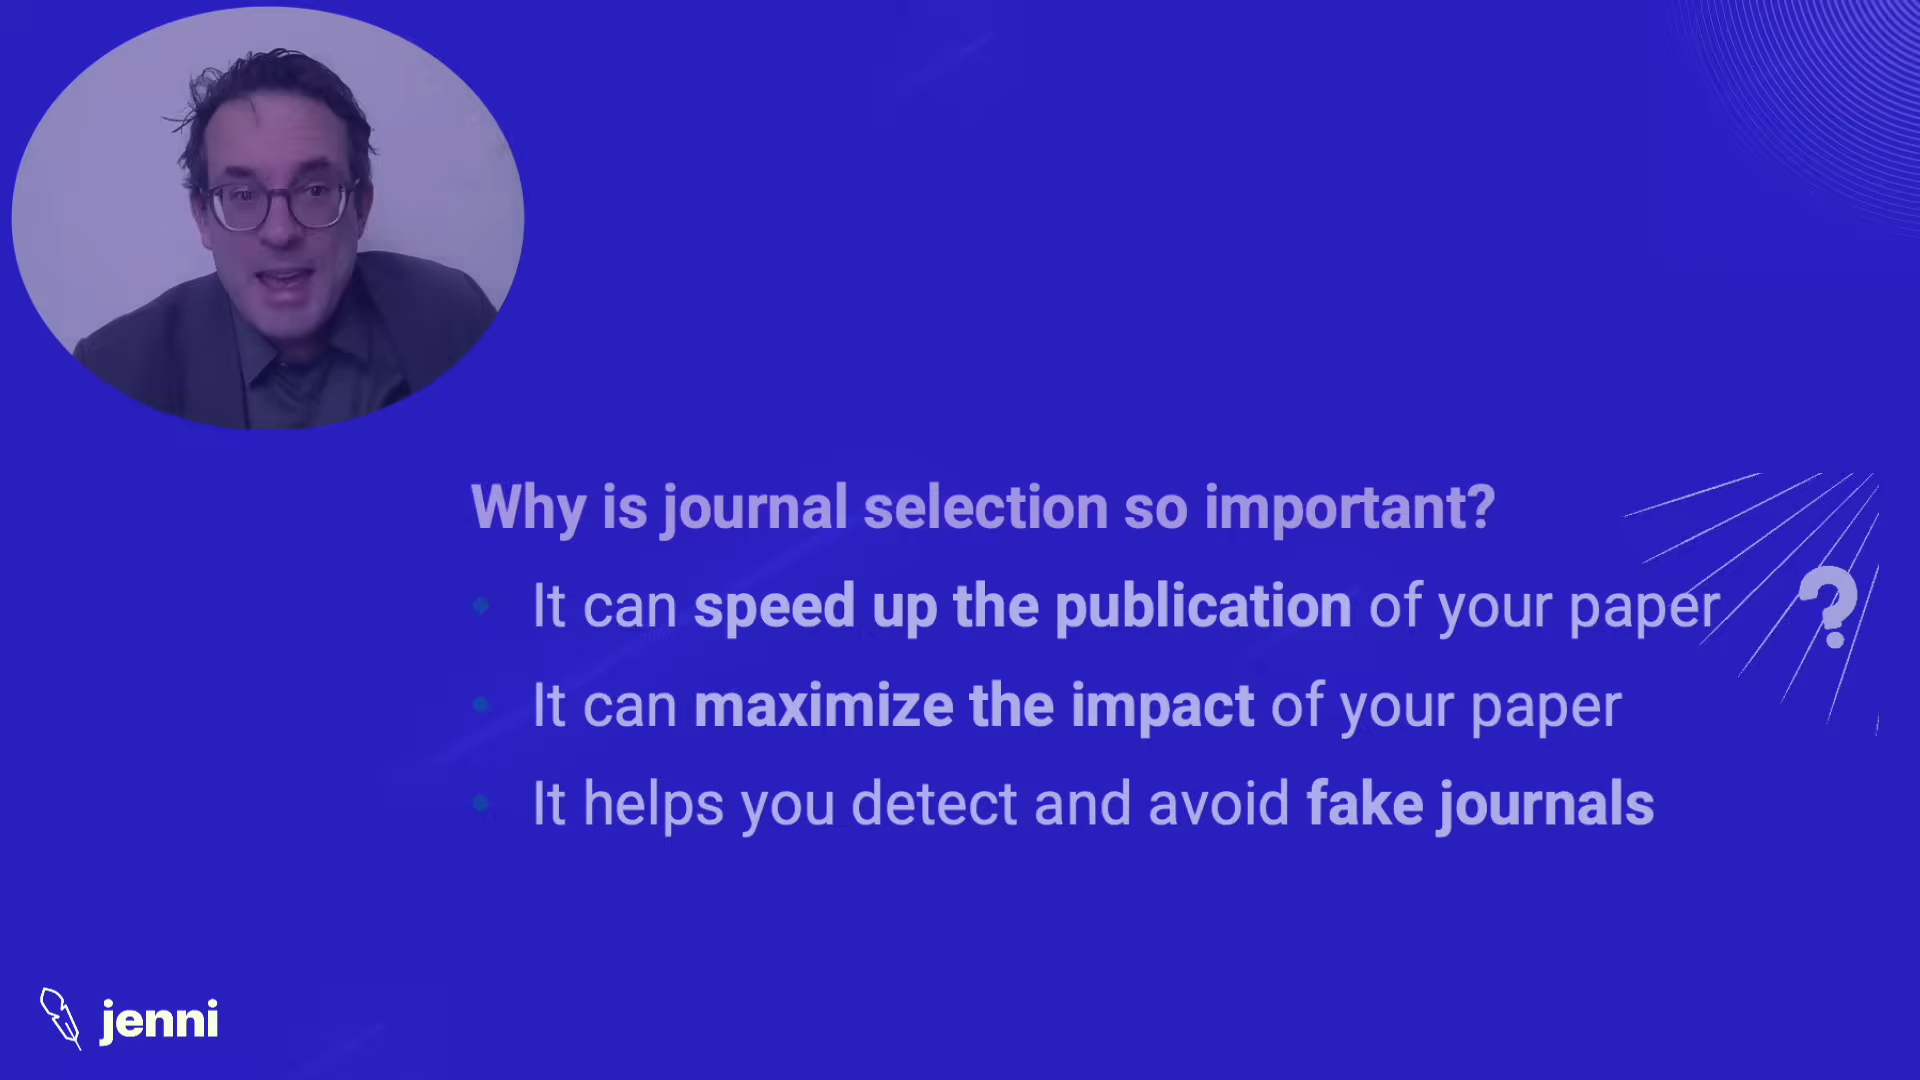 Why is journal selection so important?
• It can speed up the publication of your paper
• It can maximize the impact of your paper
• It helps you detect and avoid fake journals
?
jenni